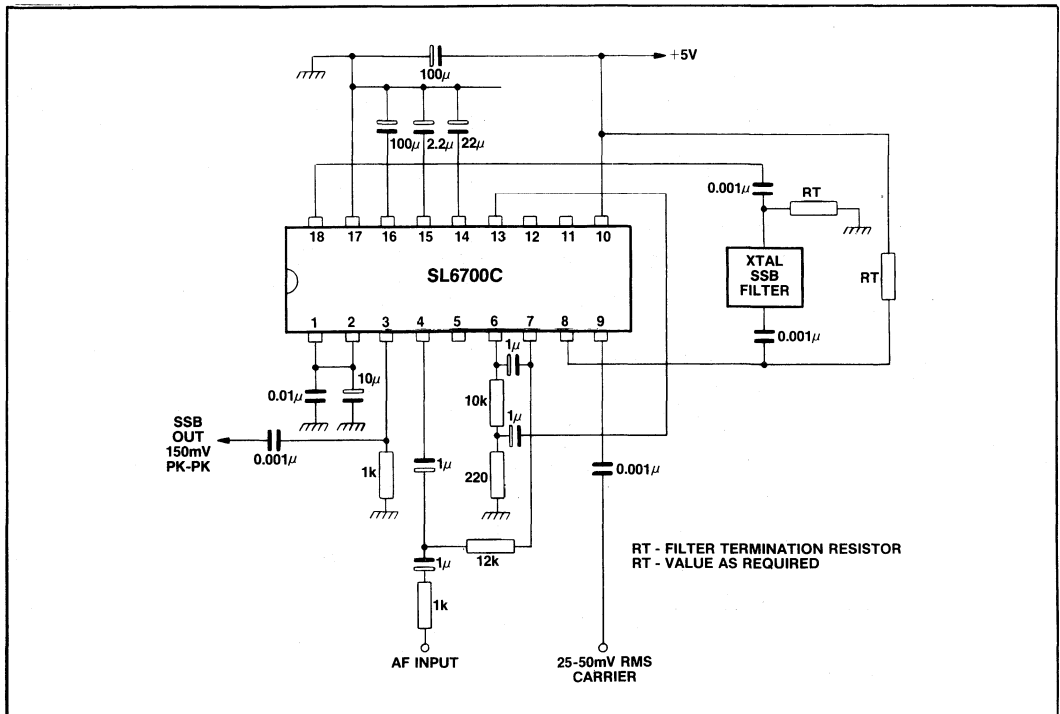 +5V
100µ
100µ
2.2µ
22µ
0.001µ
RT
18 17 16 15 14 13 12 11 10
SL6700C
XTAL
SSB
FILTER
RT
1 2 3 4 5 6 7 8 9
0.001µ
1µ
10µ
0.01µ
10k
1µ
SSB
OUT
150mV
PK-PK
0.001µ
1k
1µ
220
0.001µ
12k
1µ
1k
RT - FILTER TERMINATION RESISTOR
RT - VALUE AS REQUIRED
AF INPUT
25-50mV RMS
CARRIER